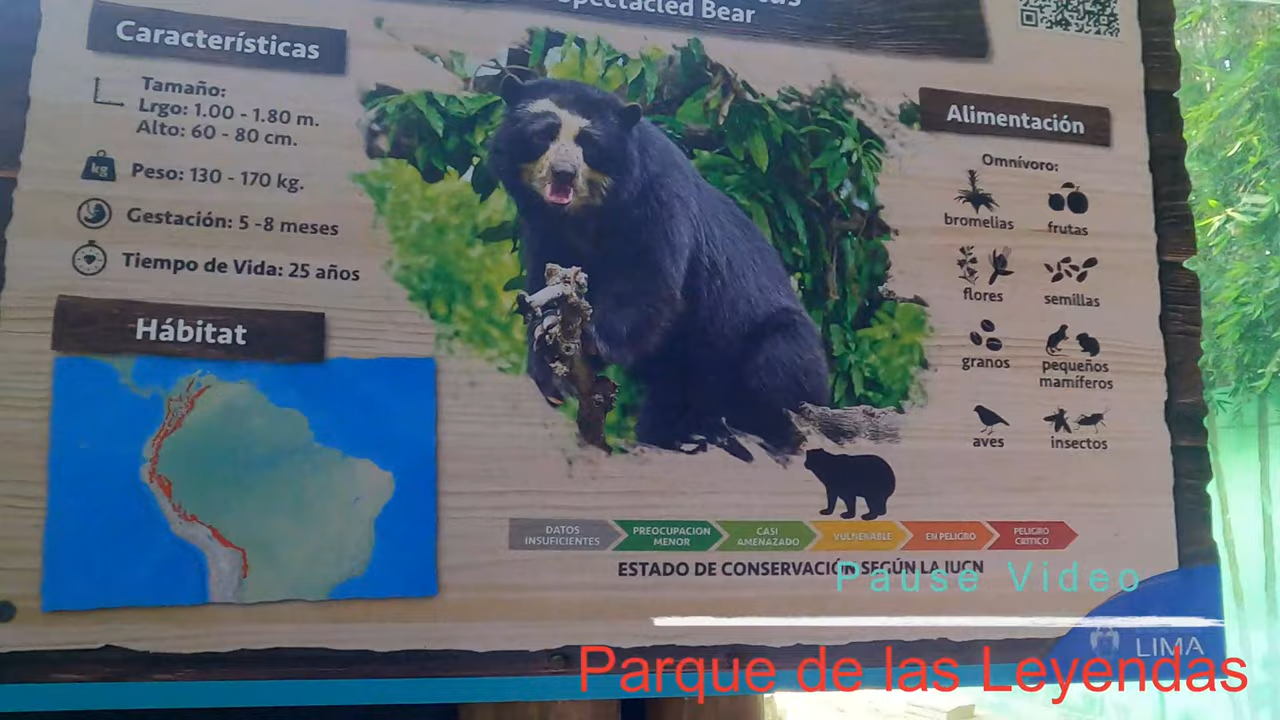 Spectacled Bear
Características
Tamaño:
Lrgo: 1.00 - 1.80 m.
Alto: 60 - 80 cm.
kg
Peso: 130 - 170 kg.
Gestación: 5 -8 meses
Tiempo de Vida: 25 años
Hábitat
Alimentación
Omnívoro:
bromelias
frutas
flores
semillas
granos
pequeños
mamíferos
aves
insectos
DATOS
INSUFICIENTES
PREOCUPACION
MENOR
CASI
AMENAZADO
VULNERABLE
EN PELIGRO
PELIGRO
CRITICO
ESTADO DE CONSERVACIÓN SEGÚN LA IUCN
Pause Video
LIMA
Parque de las Leyendas